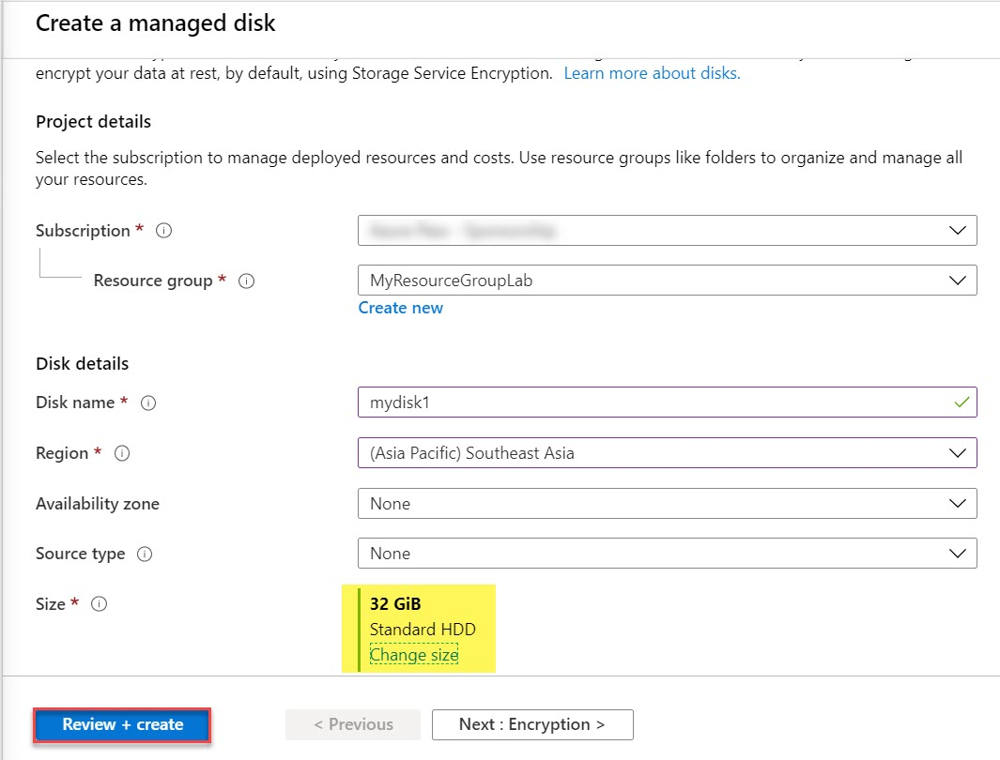 Create a managed disk
encrypt your data at rest, by default, using Storage Service Encryption. Learn more about disks.
Project details
Select the subscription to manage deployed resources and costs. Use resource groups like folders to organize and manage all
your resources.
Subscription *
Resource group *
MyResourceGroupLab
Create new
Disk details
Disk name *
mydisk1
Region *
(Asia Pacific) Southeast Asia
Availability zone
None
Source type
None
Size *
32 GiB
Standard HDD
Change size
Review + create
< Previous
Next : Encryption >